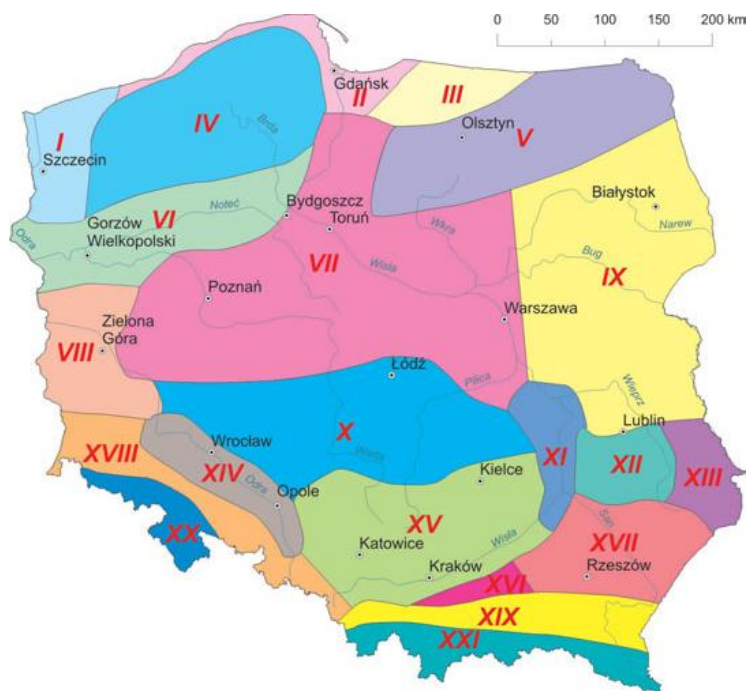 0 50 100 150 200 km
Gdańsk
II
III
I
IV
Brda
Olsztyn
V
Szczecin
Białystok
Narew
VI
Noteć
Bydgoszcz
Toruń
Wkra
Odra
Gorzów
Wielkopolski
VII
Wisła
Bug
IX
Poznań
Warszawa
Zielona
Góra
VIII
Łódź
Pilica
Wieprz
X
Lublin
XVIII
Wrocław
XIV
Warta
XI
XII
XIII
Odra
Opole
Kielce
XX
XV
San
XVII
Katowice
Wisła
Kraków
XVI
Rzeszów
XIX
XXI